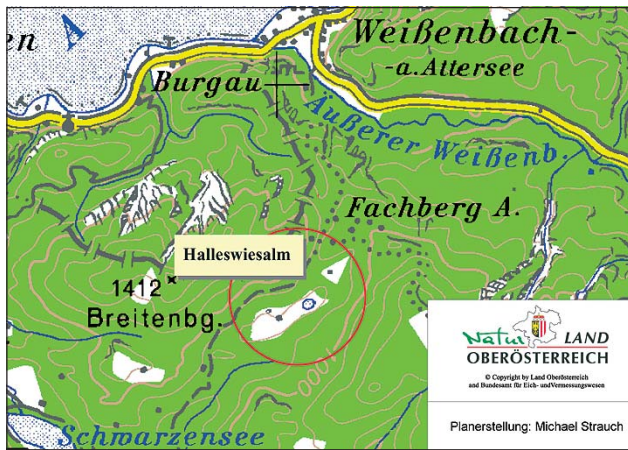 en A
Weißenbach-
-a.Attersee
Burgau
Äußerer Weißenb.
Fachberg A.
Halleswiesalm
1412
Breitenbg.
Schwarzensee
Natur LAND
OBERÖSTERREICH
© Copyright by Land Oberösterreich
und Bundesamt für Eich- und Vermessungswesen
Planerstellung: Michael Strauch